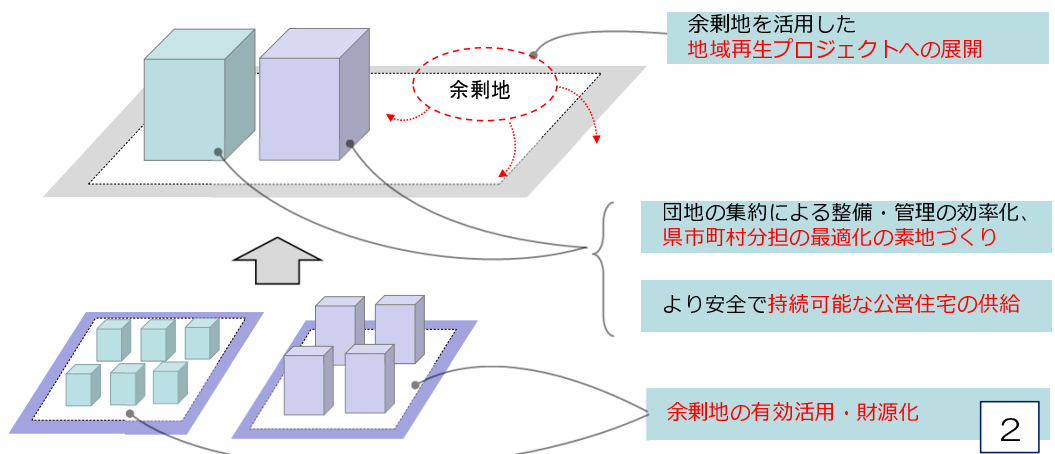 余剰地を活用した
地域再生プロジェクトへの展開
余剰地
団地の集約による整備・管理の効率化、
県市町村分担の最適化の素地づくり
より安全で持続可能な公営住宅の供給
余剰地の有効活用・財源化
2